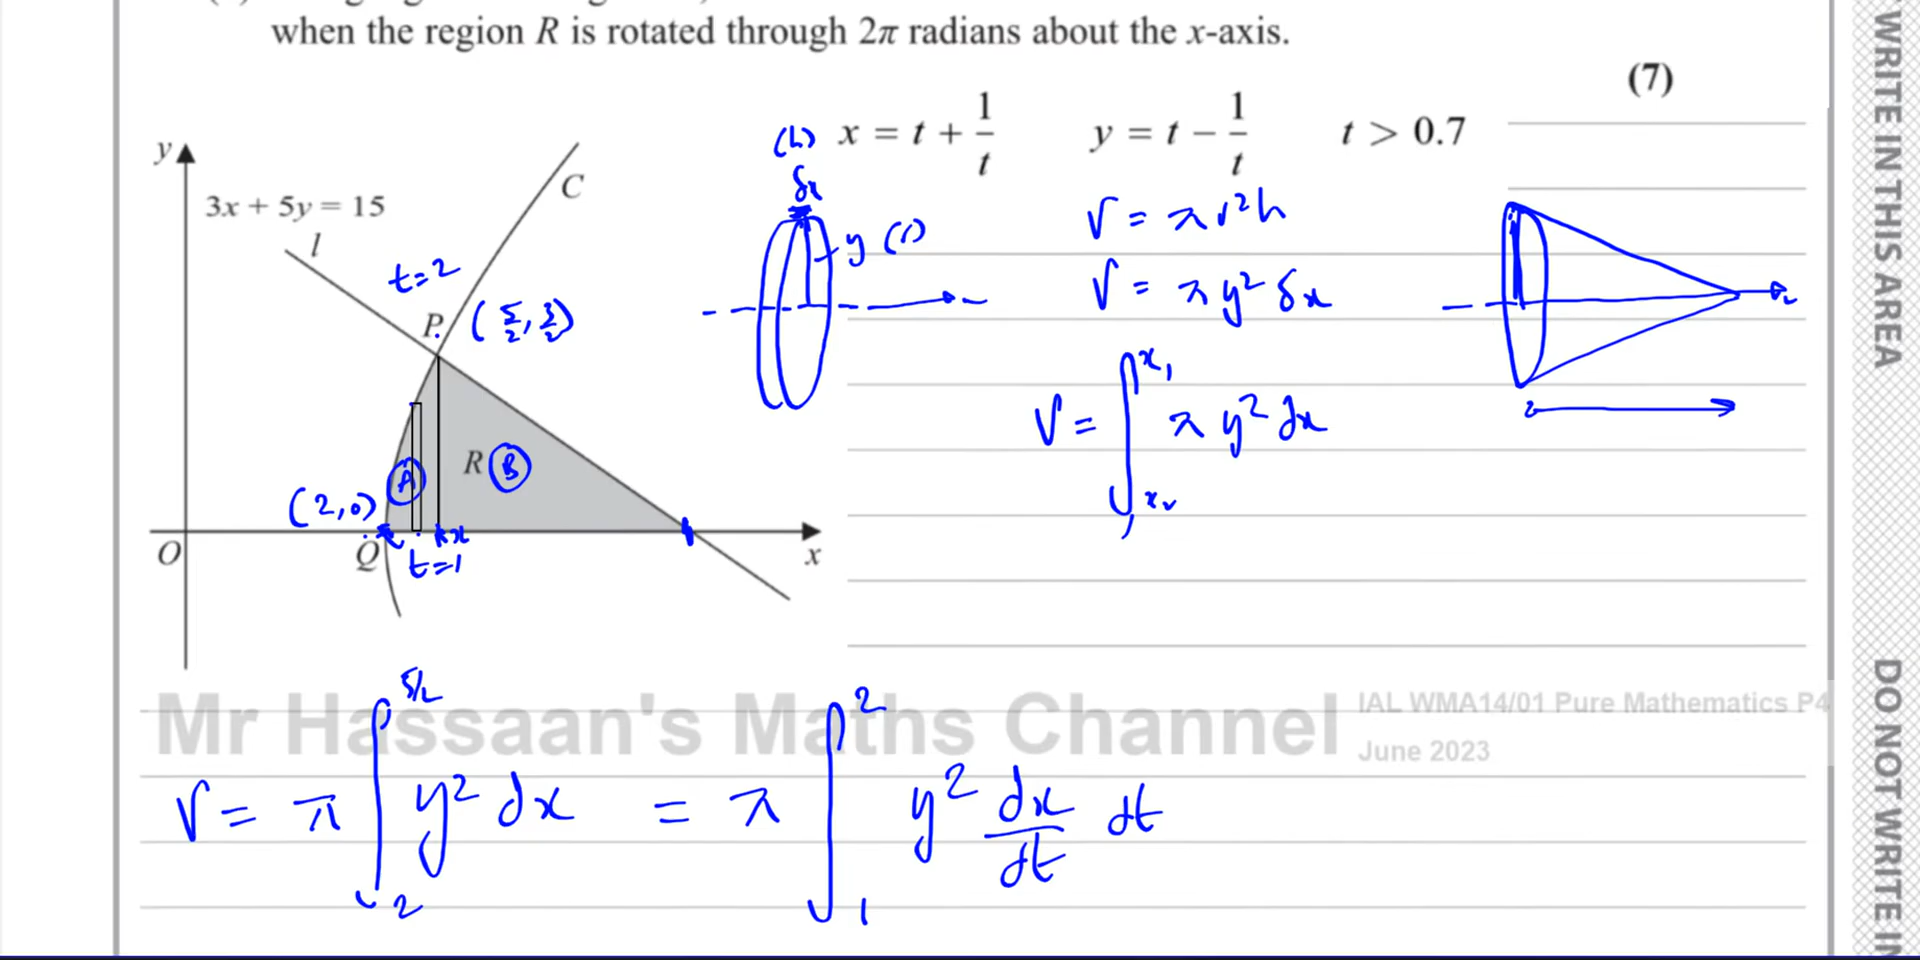 when the region R is rotated through 2π radians about the x-axis.
(7)
x = t + 1/t   y = t − 1/t   t > 0.7
(h)
δx
y (r)
V = πr²h
V = πy²δx
V = ∫ πy² dx
x₁
x₂
y
3x + 5y = 15
l
C
t=2
P (5/2, 3/2)
R
A
B
(2,0)
O
Q
t=1
x
Mr Hassaan's Maths Channel
IAL WMA14/01 Pure Mathematics P4
June 2023
V = π ∫₂^5/2 y² dx = π ∫₁² y² dx/dt dt
WRITE IN THIS AREA
DO NOT WRITE IN